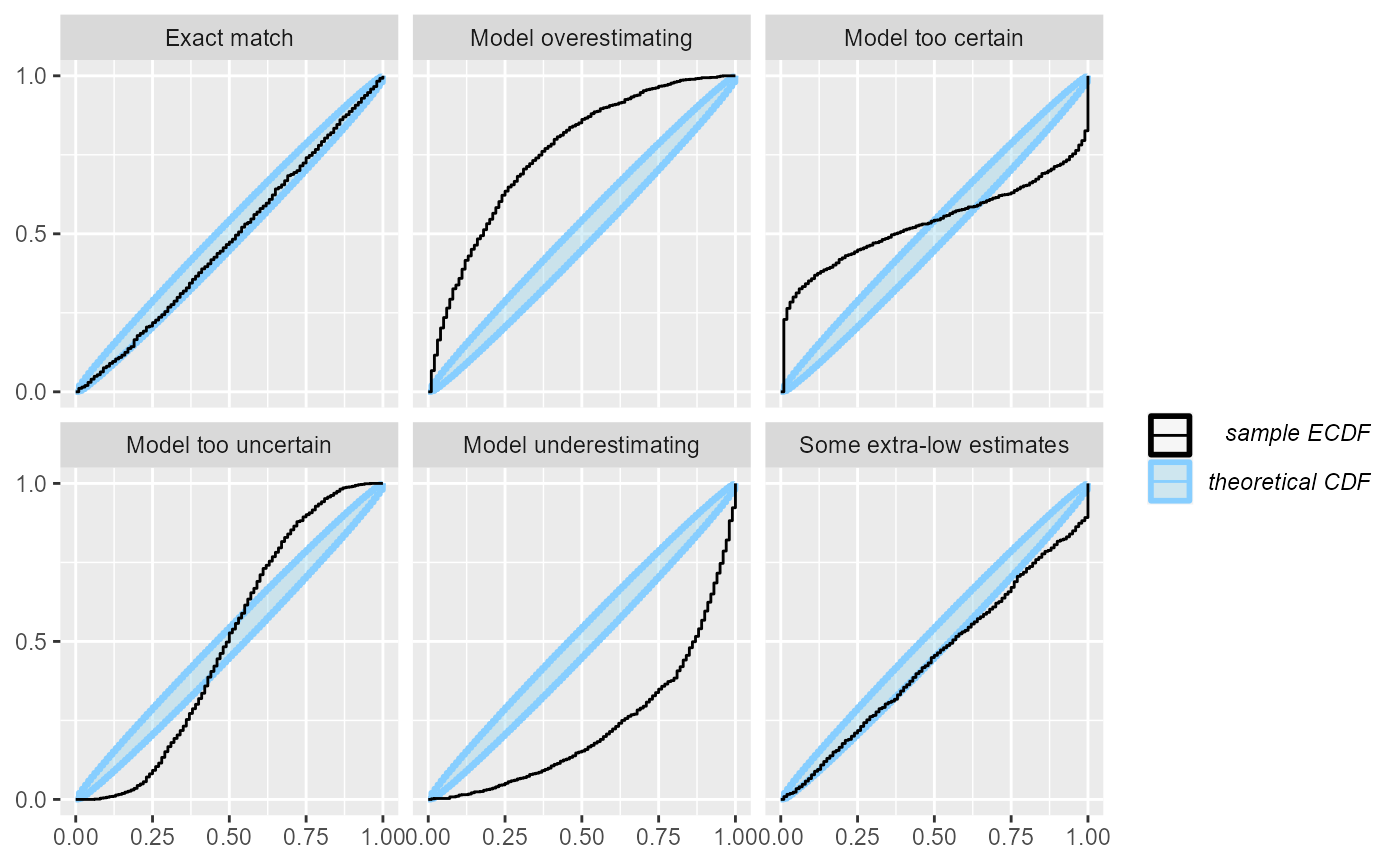 Exact match
Model overestimating
Model too certain
1.0
0.5
0.0
Model too uncertain
Model underestimating
Some extra-low estimates
1.0
0.5
0.0
0.00 0.25 0.50 0.75 1.00
0.00 0.25 0.50 0.75 1.00
0.00 0.25 0.50 0.75 1.00
sample ECDF
theoretical CDF